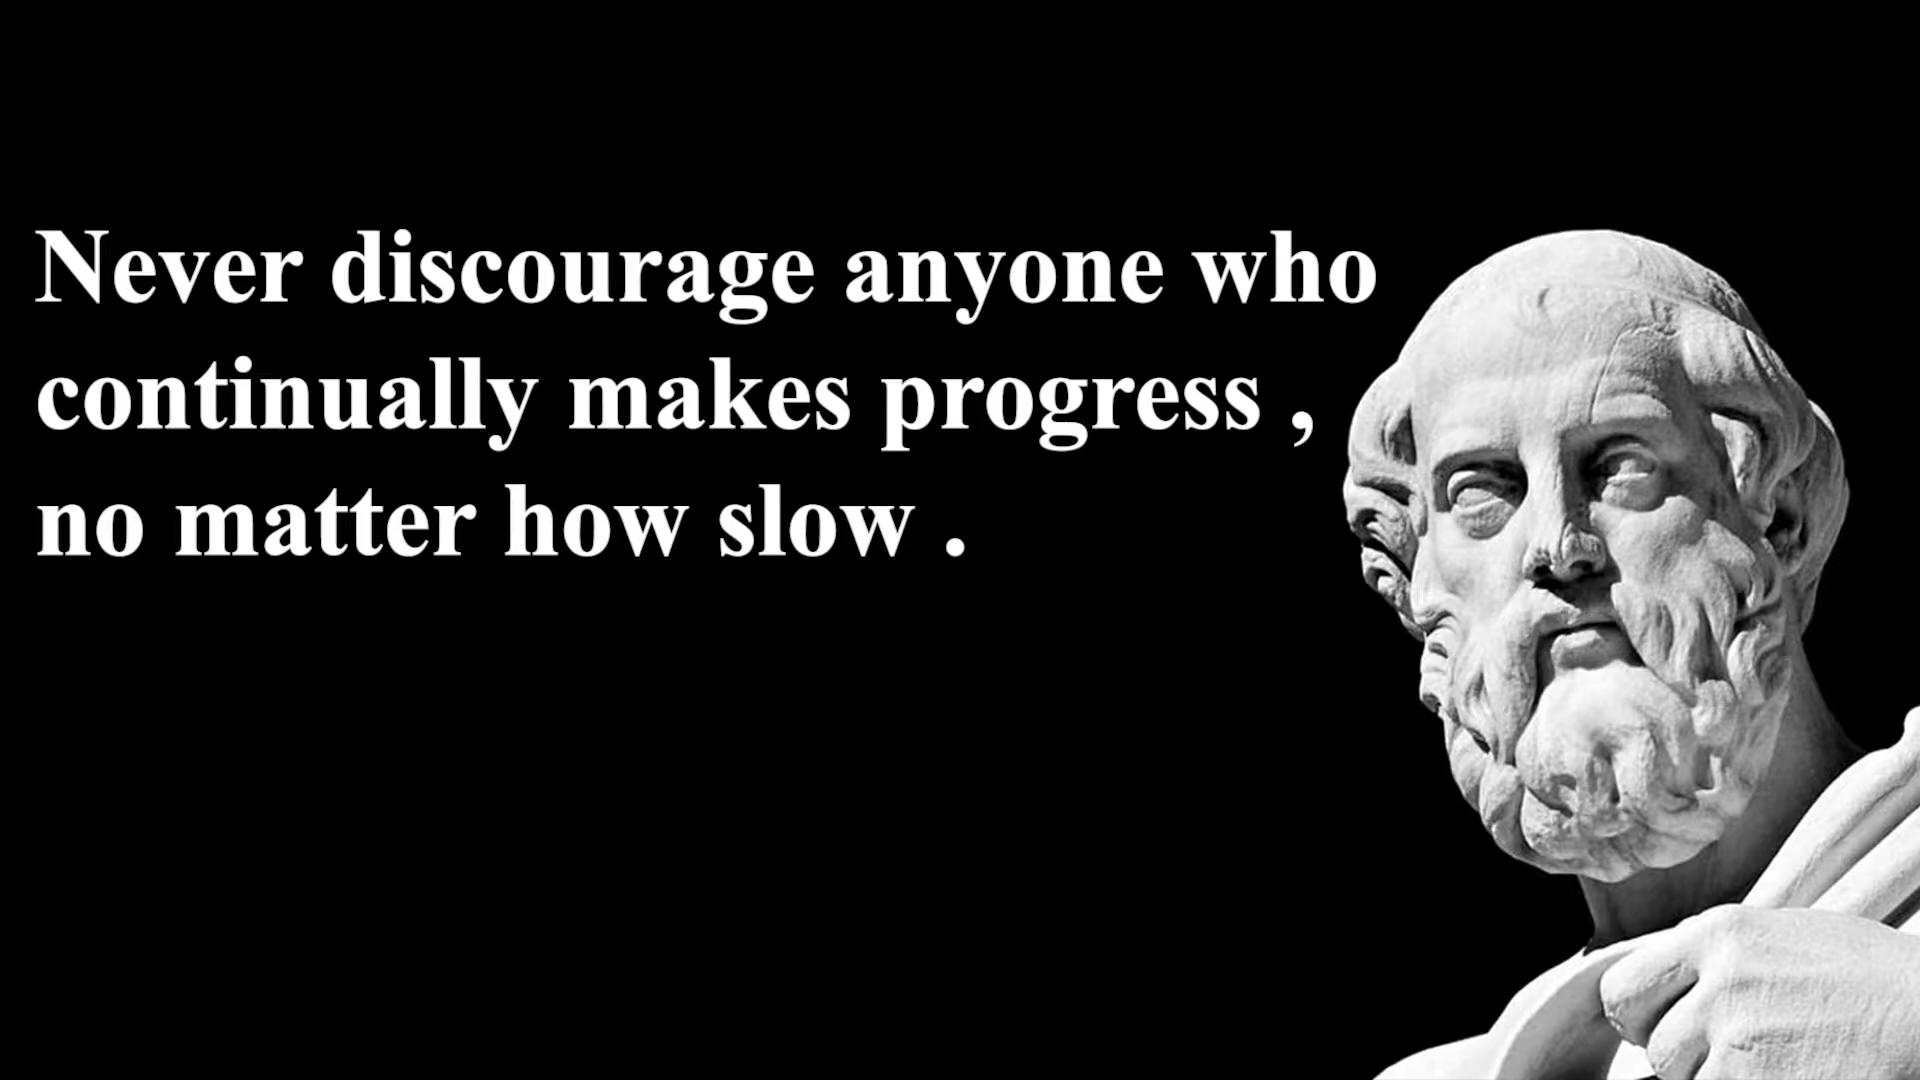 Never discourage anyone who
continually makes progress ,
no matter how slow .